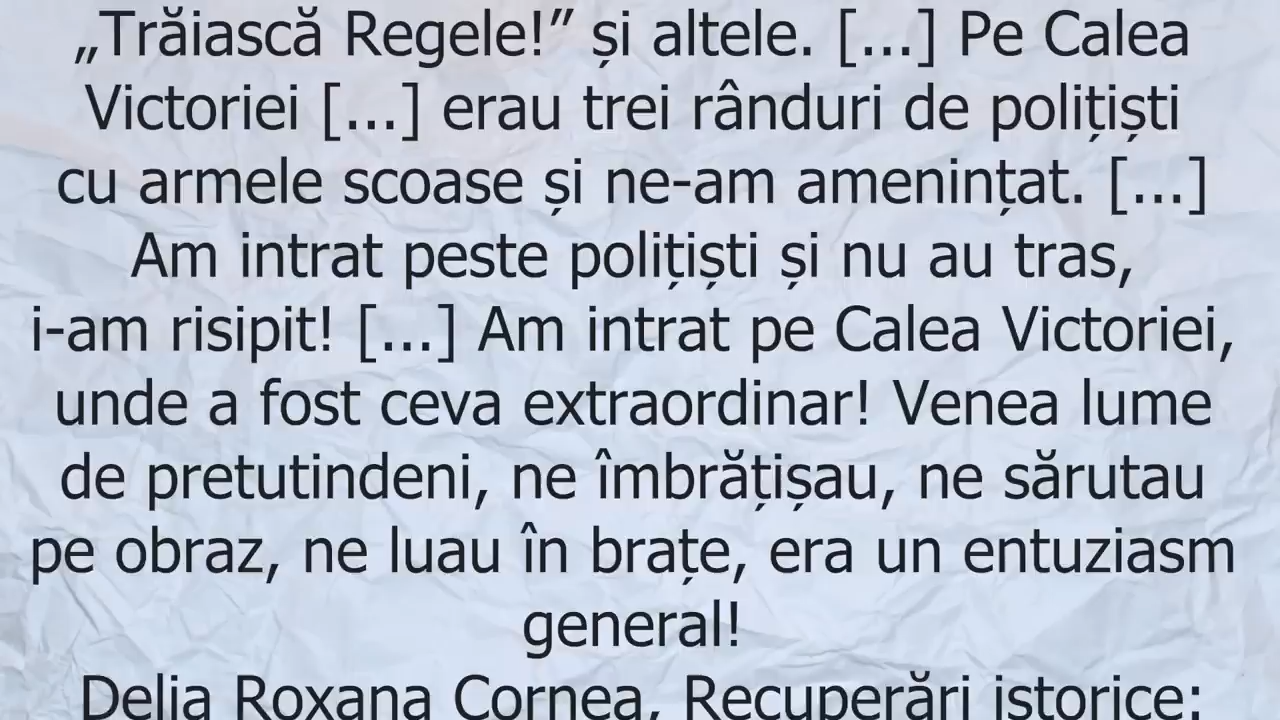 „Trăiască Regele!” și altele. [...] Pe Calea
Victoriei [...] erau trei rânduri de polițiști
cu armele scoase și ne-am amenințat. [...]
Am intrat peste polițiști și nu au tras,
i-am risipit! [...] Am intrat pe Calea Victoriei,
unde a fost ceva extraordinar! Venea lume
de pretutindeni, ne îmbrățișau, ne sărutau
pe obraz, ne luau în brațe, era un entuziasm
general!
Delia Roxana Cornea, Recuperări istorice: